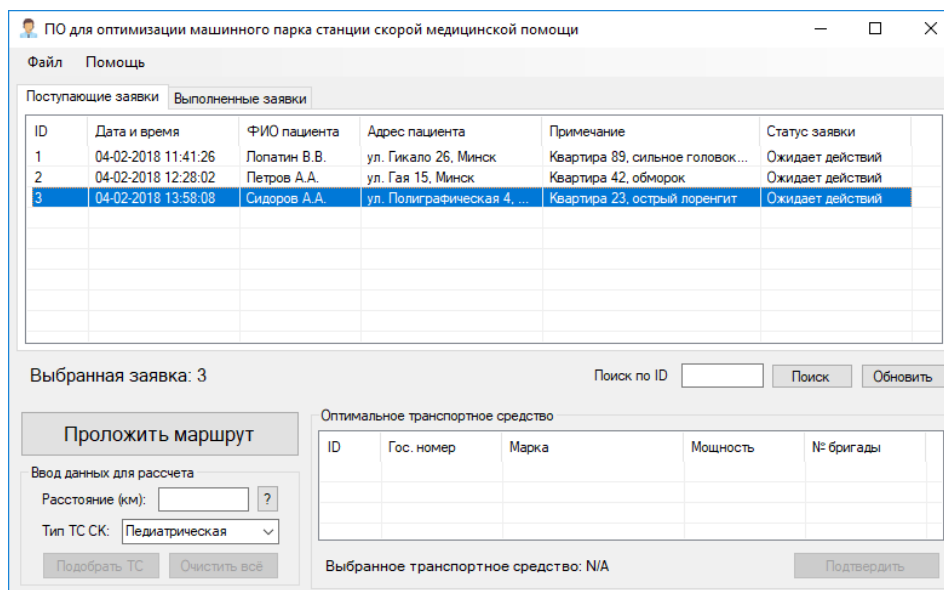 ПО для оптимизации машинного парка станции скорой медицинской помощи
Файл Помощь
Поступающие заявки Выполненные заявки
ID Дата и время ФИО пациента Адрес пациента Примечание Статус заявки
1 04-02-2018 11:41:26 Лопатин В.В. ул. Гикало 26, Минск Квартира 89, сильное головок... Ожидает действий
2 04-02-2018 12:28:02 Петров А.А. ул. Гая 15, Минск Квартира 42, обморок Ожидает действий
3 04-02-2018 13:58:08 Сидоров А.А. ул. Полиграфическая 4, ... Квартира 23, острый лоренгит Ожидает действий
Выбранная заявка: 3 Поиск по ID Поиск Обновить
Проложить маршрут
Ввод данных для рассчета
Расстояние (км): ?
Тип ТС СК: Педиатрическая
Подобрать ТС Очистить всё
Оптимальное транспортное средство
ID Гос. номер Марка Мощность № бригады
Выбранное транспортное средство: N/A Подтвердить